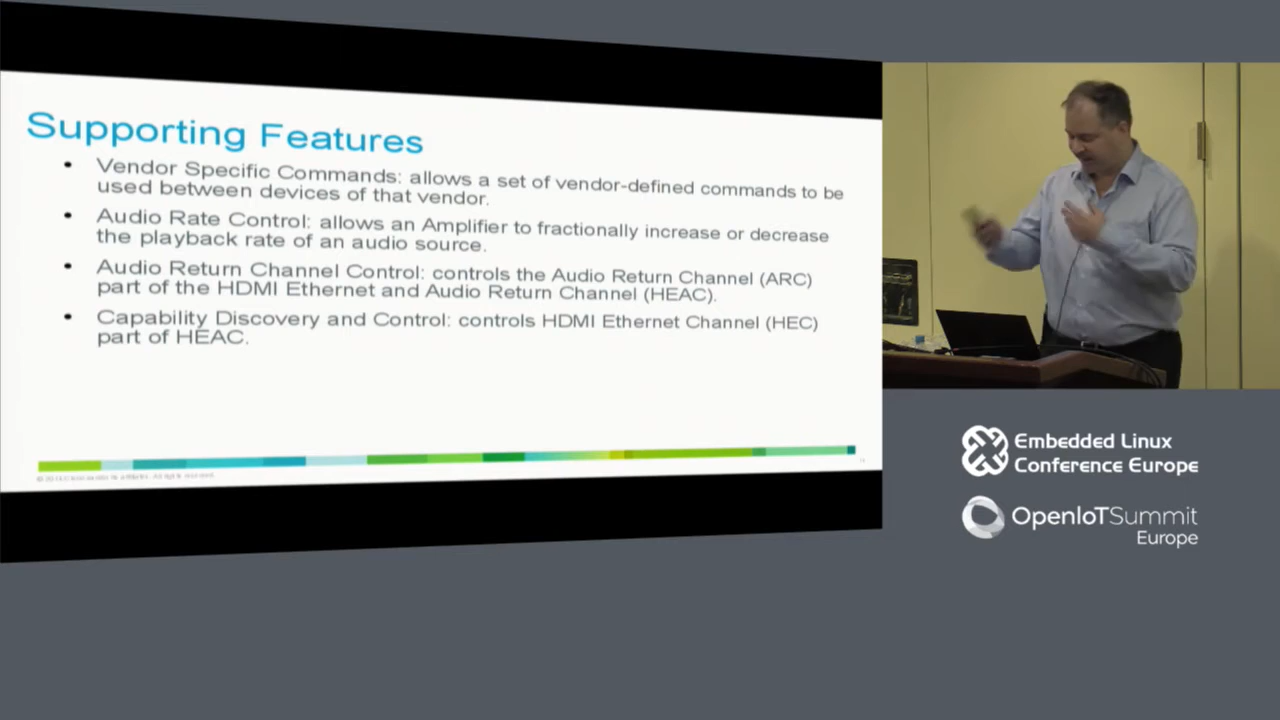 Supporting Features
• Vendor Specific Commands: allows a set of vendor-defined commands to be
used between devices of that vendor.
• Audio Rate Control: allows an Amplifier to fractionally increase or decrease
the playback rate of an audio source.
• Audio Return Channel Control: controls the Audio Return Channel (ARC)
part of the HDMI Ethernet and Audio Return Channel (HEAC).
• Capability Discovery and Control: controls HDMI Ethernet Channel (HEC)
part of HEAC.
Embedded Linux
Conference Europe
OpenIoTSummit
Europe